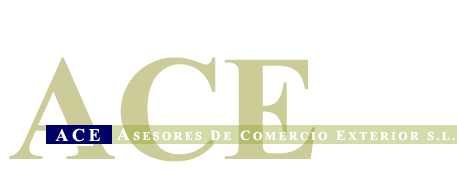 ACE
ACE ASESORES DE COMERCIO EXTERIOR S.L.